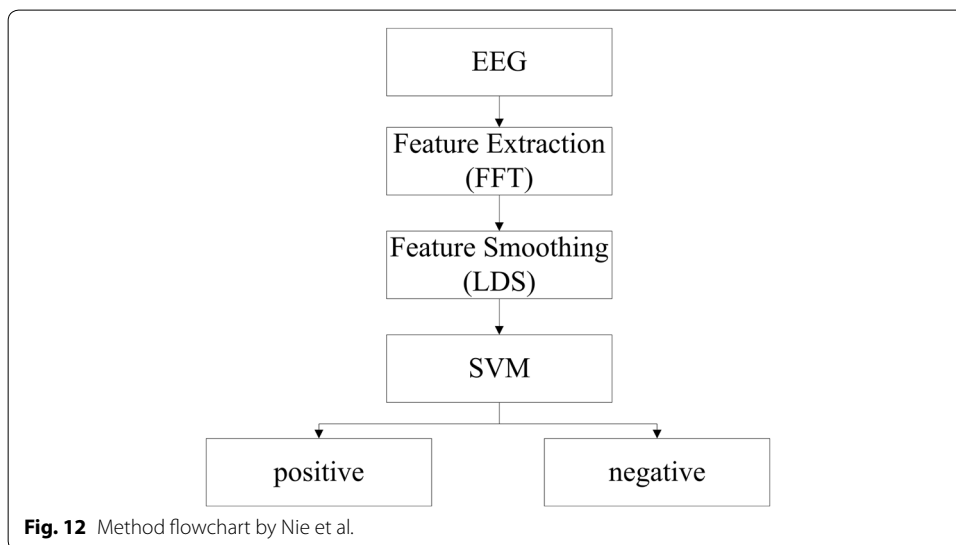 EEG
Feature Extraction
(FFT)
Feature Smoothing
(LDS)
SVM
positive
negative
Fig. 12 Method flowchart by Nie et al.